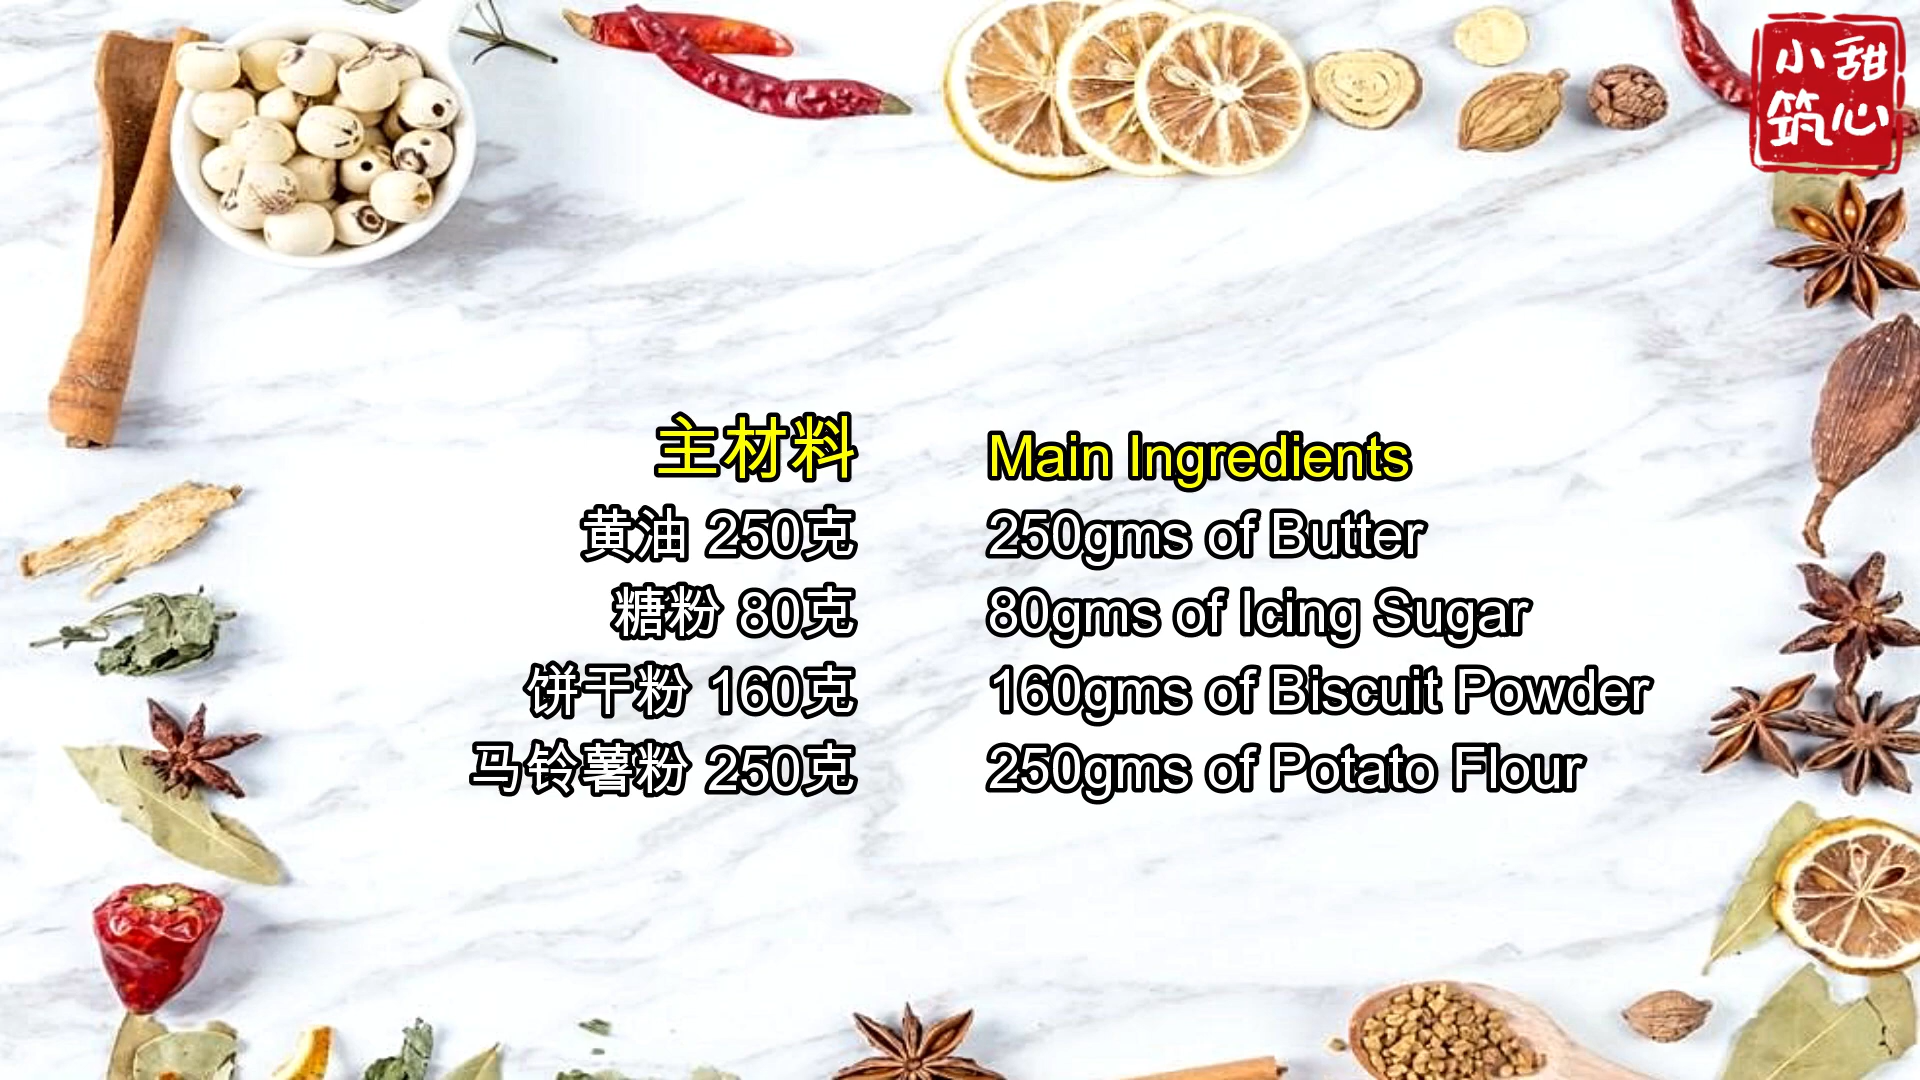 小甜
筑心
主材料 Main Ingredients
黄油 250克 250gms of Butter
糖粉 80克 80gms of Icing Sugar
饼干粉 160克 160gms of Biscuit Powder
马铃薯粉 250克 250gms of Potato Flour